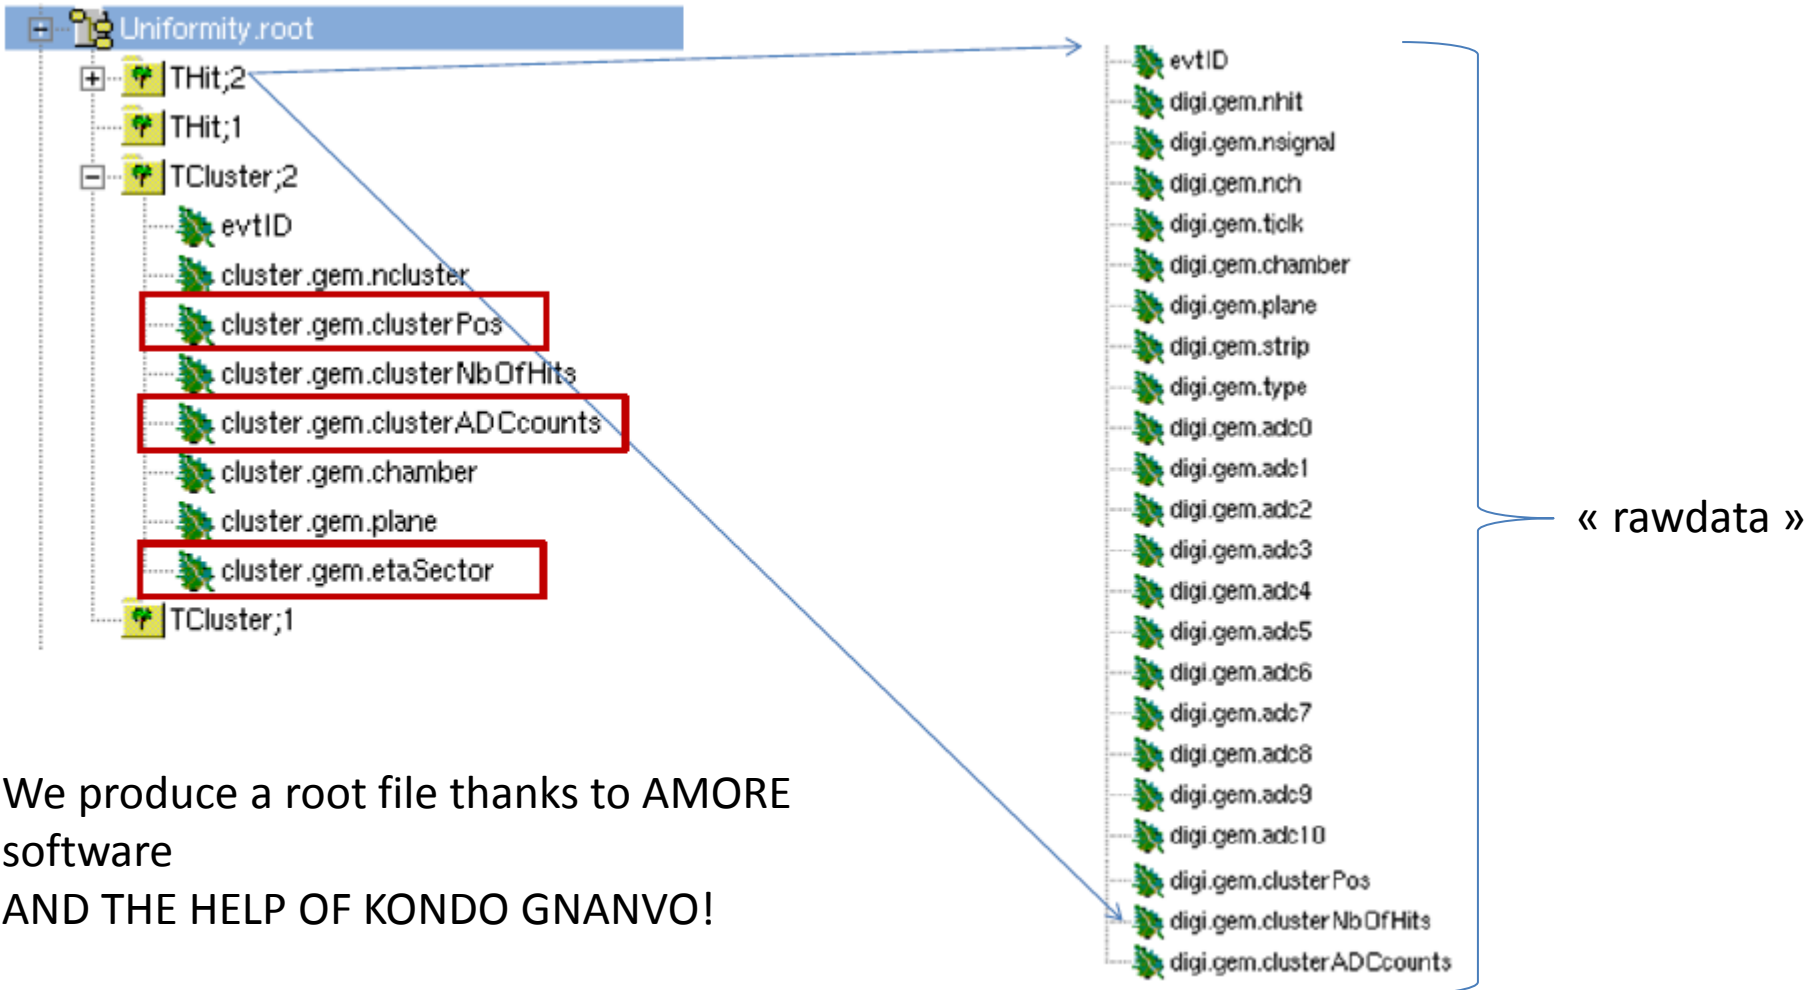 Uniformity.root
THit;2
THit;1
TCluster;2
evtID
cluster.gem.ncluster
cluster.gem.clusterPos
cluster.gem.clusterNbOfHits
cluster.gem.clusterADCcounts
cluster.gem.chamber
cluster.gem.plane
cluster.gem.etaSector
TCluster;1
We produce a root file thanks to AMORE
software
AND THE HELP OF KONDO GNANVO!
evtID
digi.gem.nhit
digi.gem.nsignal
digi.gem.nch
digi.gem.tjclk
digi.gem.chamber
digi.gem.plane
digi.gem.strip
digi.gem.type
digi.gem.adc0
digi.gem.adc1
digi.gem.adc2
digi.gem.adc3
digi.gem.adc4
digi.gem.adc5
digi.gem.adc6
digi.gem.adc7
digi.gem.adc8
digi.gem.adc9
digi.gem.adc10
digi.gem.clusterPos
digi.gem.clusterNbOfHits
digi.gem.clusterADCcounts
« rawdata »